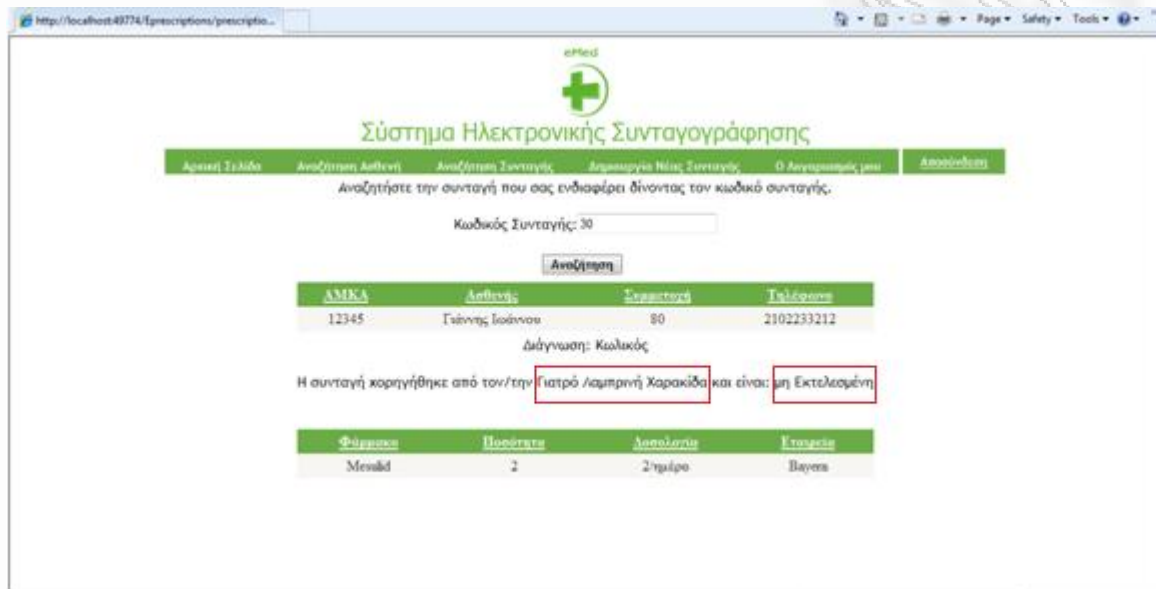 http://localhost:49774/Eprescriptions/prescriptio...
Page Safety Tools
eMed
Σύστημα Ηλεκτρονικής Συνταγογράφησης
Αρχική Σελίδα Αναζήτηση Ασθενή Αναζήτηση Συνταγής Δημιουργία Νέας Συνταγής Ο Λογαριασμός μου Αποσύνδεση
Αναζητήστε την συνταγή που σας ενδιαφέρει δίνοντας τον κωδικό συνταγής.
Κωδικός Συνταγής: 30
Αναζήτηση
ΑΜΚΑ Ασθενής Συμμετοχή Τηλέφωνο
12345 Γιάννης Ιωάννου 80 2102233212
Διάγνωση: Κωλικός
Η συνταγή χορηγήθηκε από τον/την Γιατρό Λαμπρινή Χαρακίδα και είναι: μη Εκτελεσμένη
Φάρμακο Ποσότητα Δοσολογία Εταιρεία
Mesulid 2 2/ημέρα Bayern